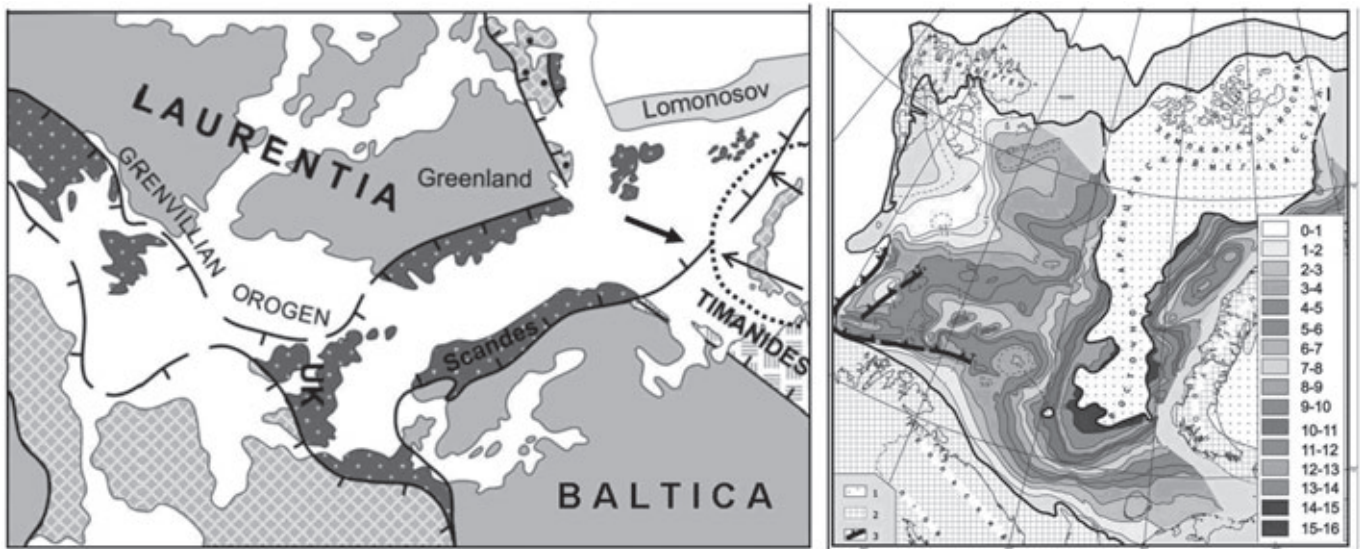 LAURENTIA
GRENVILIAN
OROGEN
Greenland
Lomonosov
UK
Scandes
TIMANIDES
BALTICA
I
0-1
1-2
2-3
3-4
4-5
5-6
6-7
7-8
8-9
9-10
10-11
11-12
12-13
13-14
14-15
15-16
1
2
3